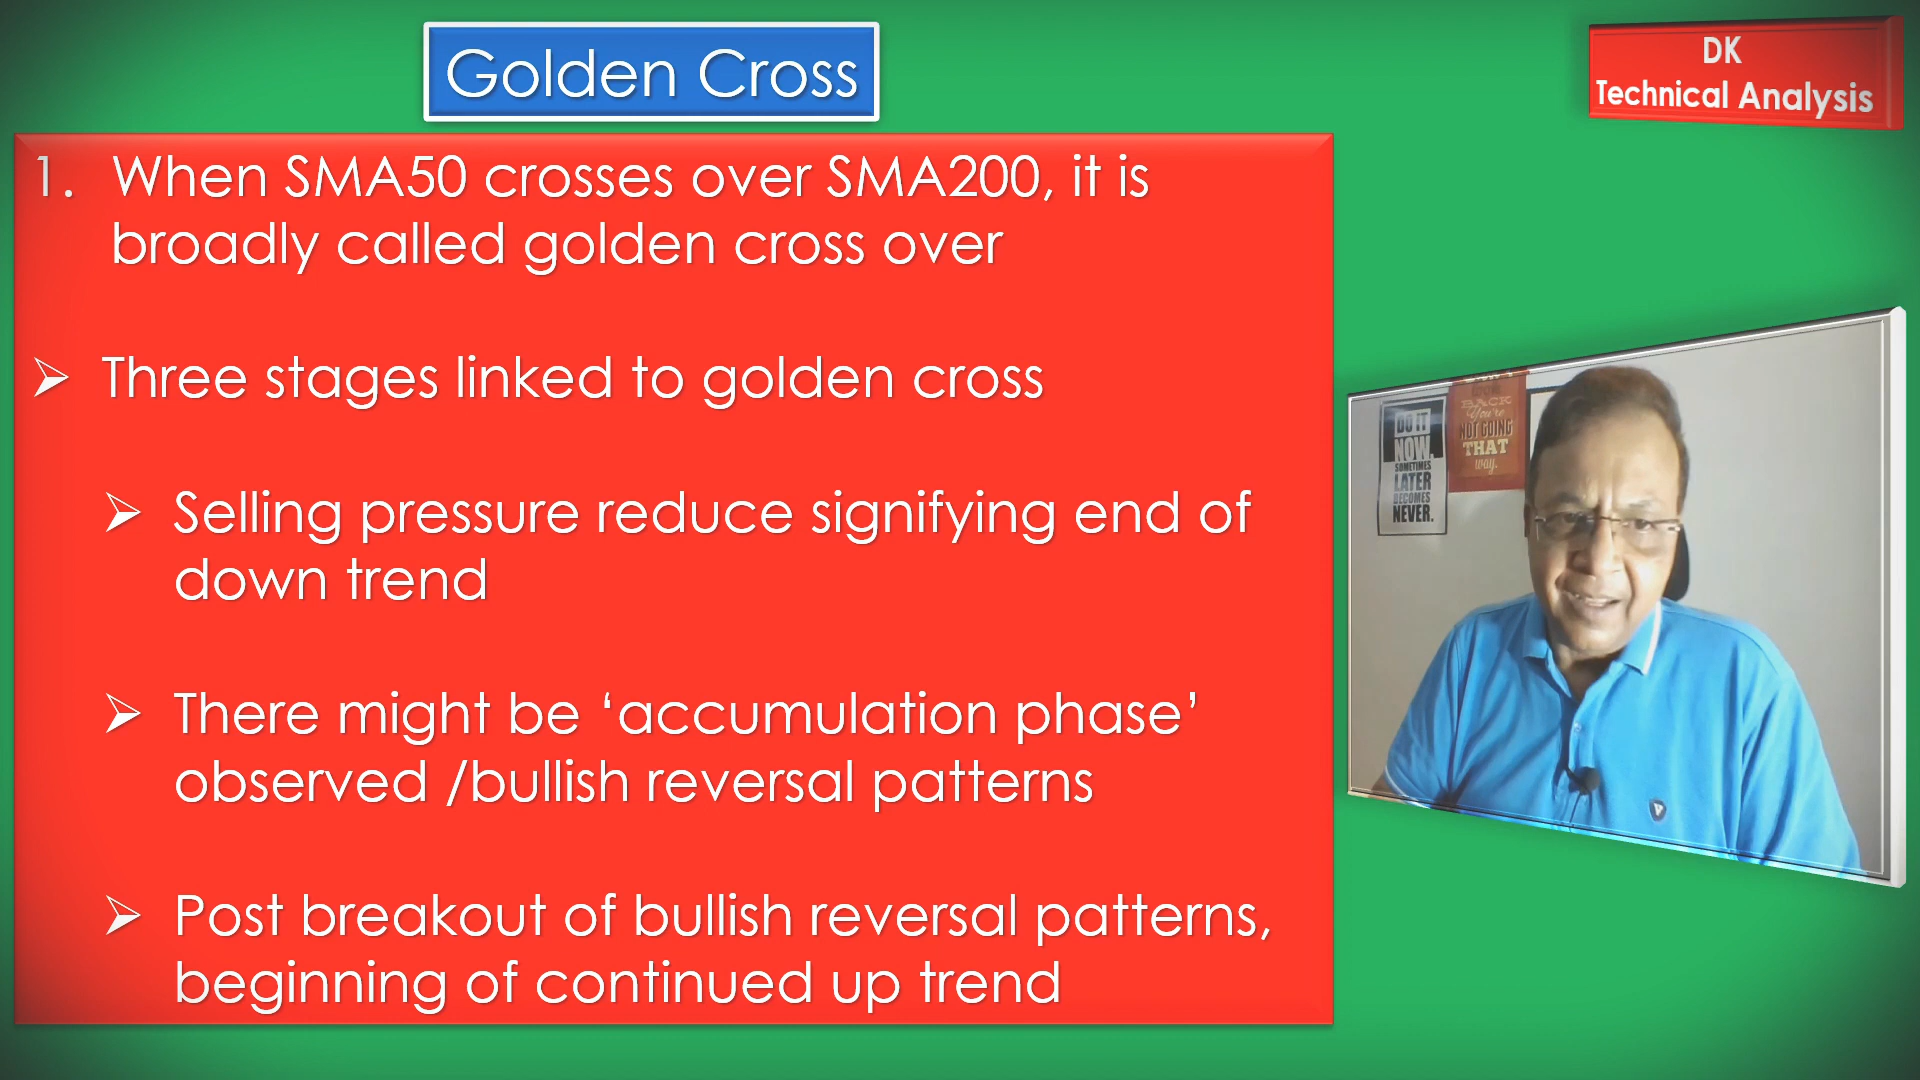 Golden Cross
DK
Technical Analysis
1. When SMA50 crosses over SMA200, it is
broadly called golden cross over
➢ Three stages linked to golden cross
➢ Selling pressure reduce signifying end of
down trend
➢ There might be ‘accumulation phase’
observed /bullish reversal patterns
➢ Post breakout of bullish reversal patterns,
beginning of continued up trend
DO IT
NOW.
SOMETIMES
LATER
BECOMES
NEVER.
BACK
You're
NOT GOING
THAT
way.